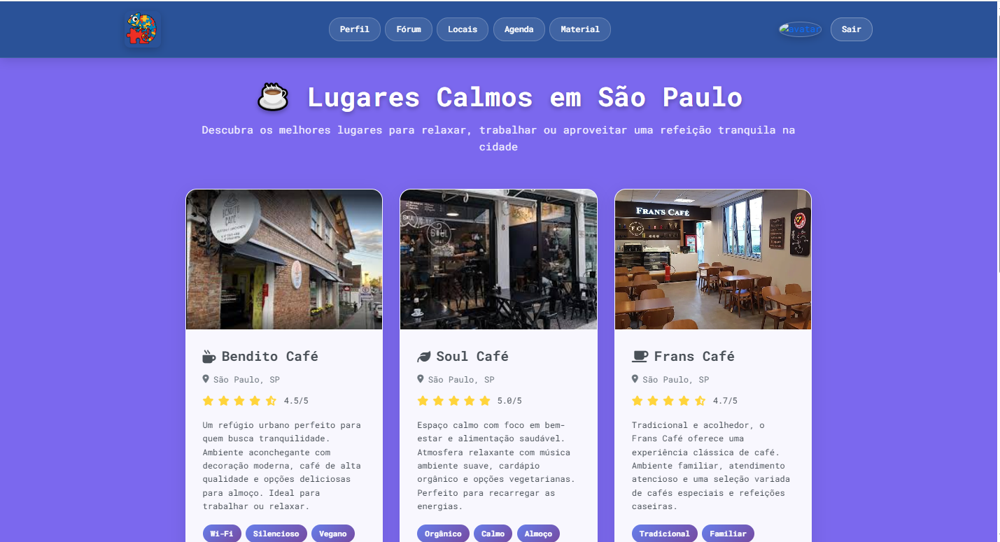 Perfil
Fórum
Locais
Agenda
Material
avatar
Sair
Lugares Calmos em São Paulo
Descubra os melhores lugares para relaxar, trabalhar ou aproveitar uma refeição tranquila na
cidade
BENDITO
CAFÉ
Soul
FRANS CAFÉ
FC
Bendito Café
São Paulo, SP
4.5/5
Um refúgio urbano perfeito para
quem busca tranquilidade.
Ambiente aconchegante com
decoração moderna, café de alta
qualidade e opções deliciosas
para almoço. Ideal para
trabalhar ou relaxar.
Wi-Fi
Silencioso
Vegano
Soul Café
São Paulo, SP
5.0/5
Espaço calmo com foco em bem-
estar e alimentação saudável.
Atmosfera relaxante com música
ambiente suave, cardápio
orgânico e opções vegetarianas.
Perfeito para recarregar as
energias.
Orgânico
Calmo
Almoço
Frans Café
São Paulo, SP
4.7/5
Tradicional e acolhedor, o
Frans Café oferece uma
experiência clássica de café.
Ambiente familiar, atendimento
atencioso e uma seleção variada
de cafés especiais e refeições
caseiras.
Tradicional
Familiar